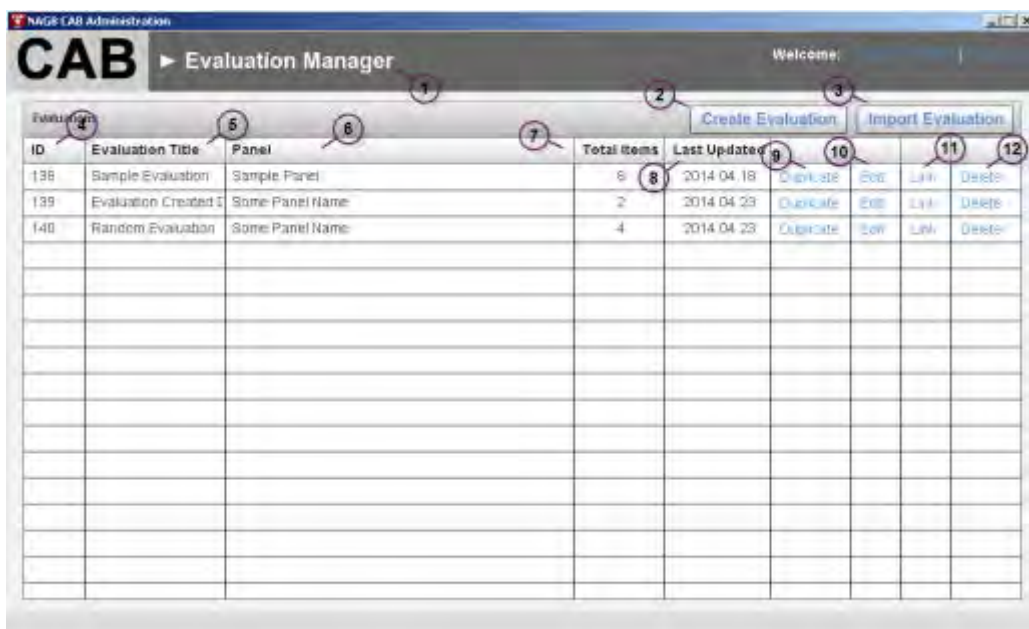 NAGB CAB Administration
CAB ► Evaluation Manager Welcome: |
1
2 3
Evaluations Create Evaluation Import Evaluation
4 5 6 7 8 9 10 11 12
ID Evaluation Title Panel Total Items Last Updated
138 Sample Evaluation Sample Panel 6 2014 04 18 Duplicate Edit Link Delete
139 Evaluation Created Some Panel Name 2 2014 04 23 Duplicate Edit Link Delete
140 Random Evaluation Some Panel Name 4 2014 04 23 Duplicate Edit Link Delete